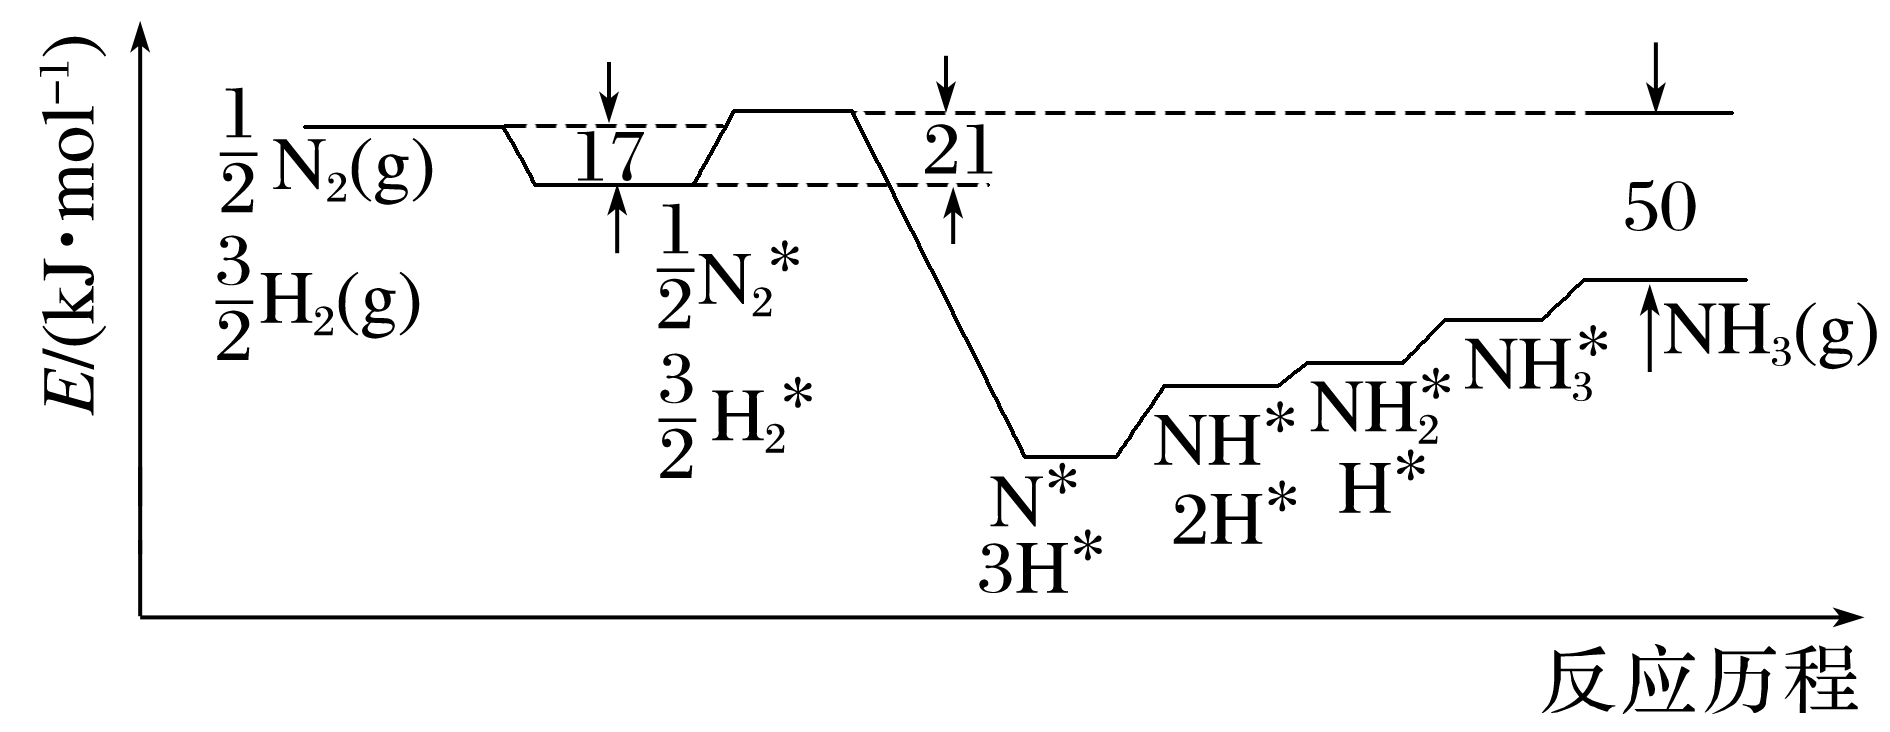 E/(kJ·mol⁻¹)
1/2 N₂(g)
3/2 H₂(g)
17
1/2 N₂*
3/2 H₂*
21
N*
3H*
NH*
2H*
NH₂*
H*
NH₃*
50
NH₃(g)
反应历程